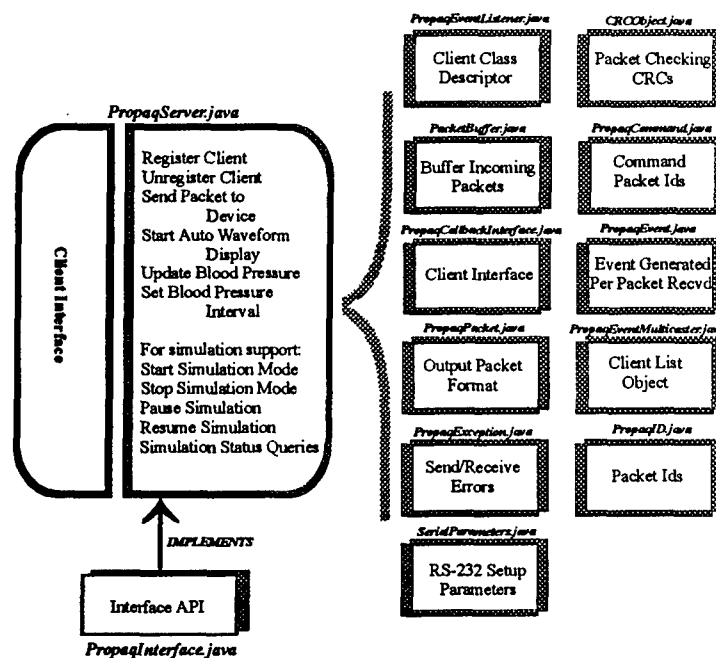 PropaqServer.java
Client Interface
Register Client
Unregister Client
Send Packet to
Device
Start Auto Waveform
Display
Update Blood Pressure
Set Blood Pressure
Interval
For simulation support:
Start Simulation Mode
Stop Simulation Mode
Pause Simulation
Resume Simulation
Simulation Status Queries
IMPLEMENTS
Interface API
PropaqInterface.java
PropaqEventListener.java
Client Class
Descriptor
CRCObject.java
Packet Checking
CRCs
PacketBuffer.java
Buffer Incoming
Packets
PropaqCommand.java
Command
Packet Ids
PropaqCallbackInterface.java
Client Interface
PropaqEvent.java
Event Generated
Per Packet Recvd
PropaqPacket.java
Output Packet
Format
PropaqEventMulticaster.java
Client List
Object
PropaqException.java
Send/Receive
Errors
PropaqID.java
Packet Ids
SerialParameters.java
RS-232 Setup
Parameters